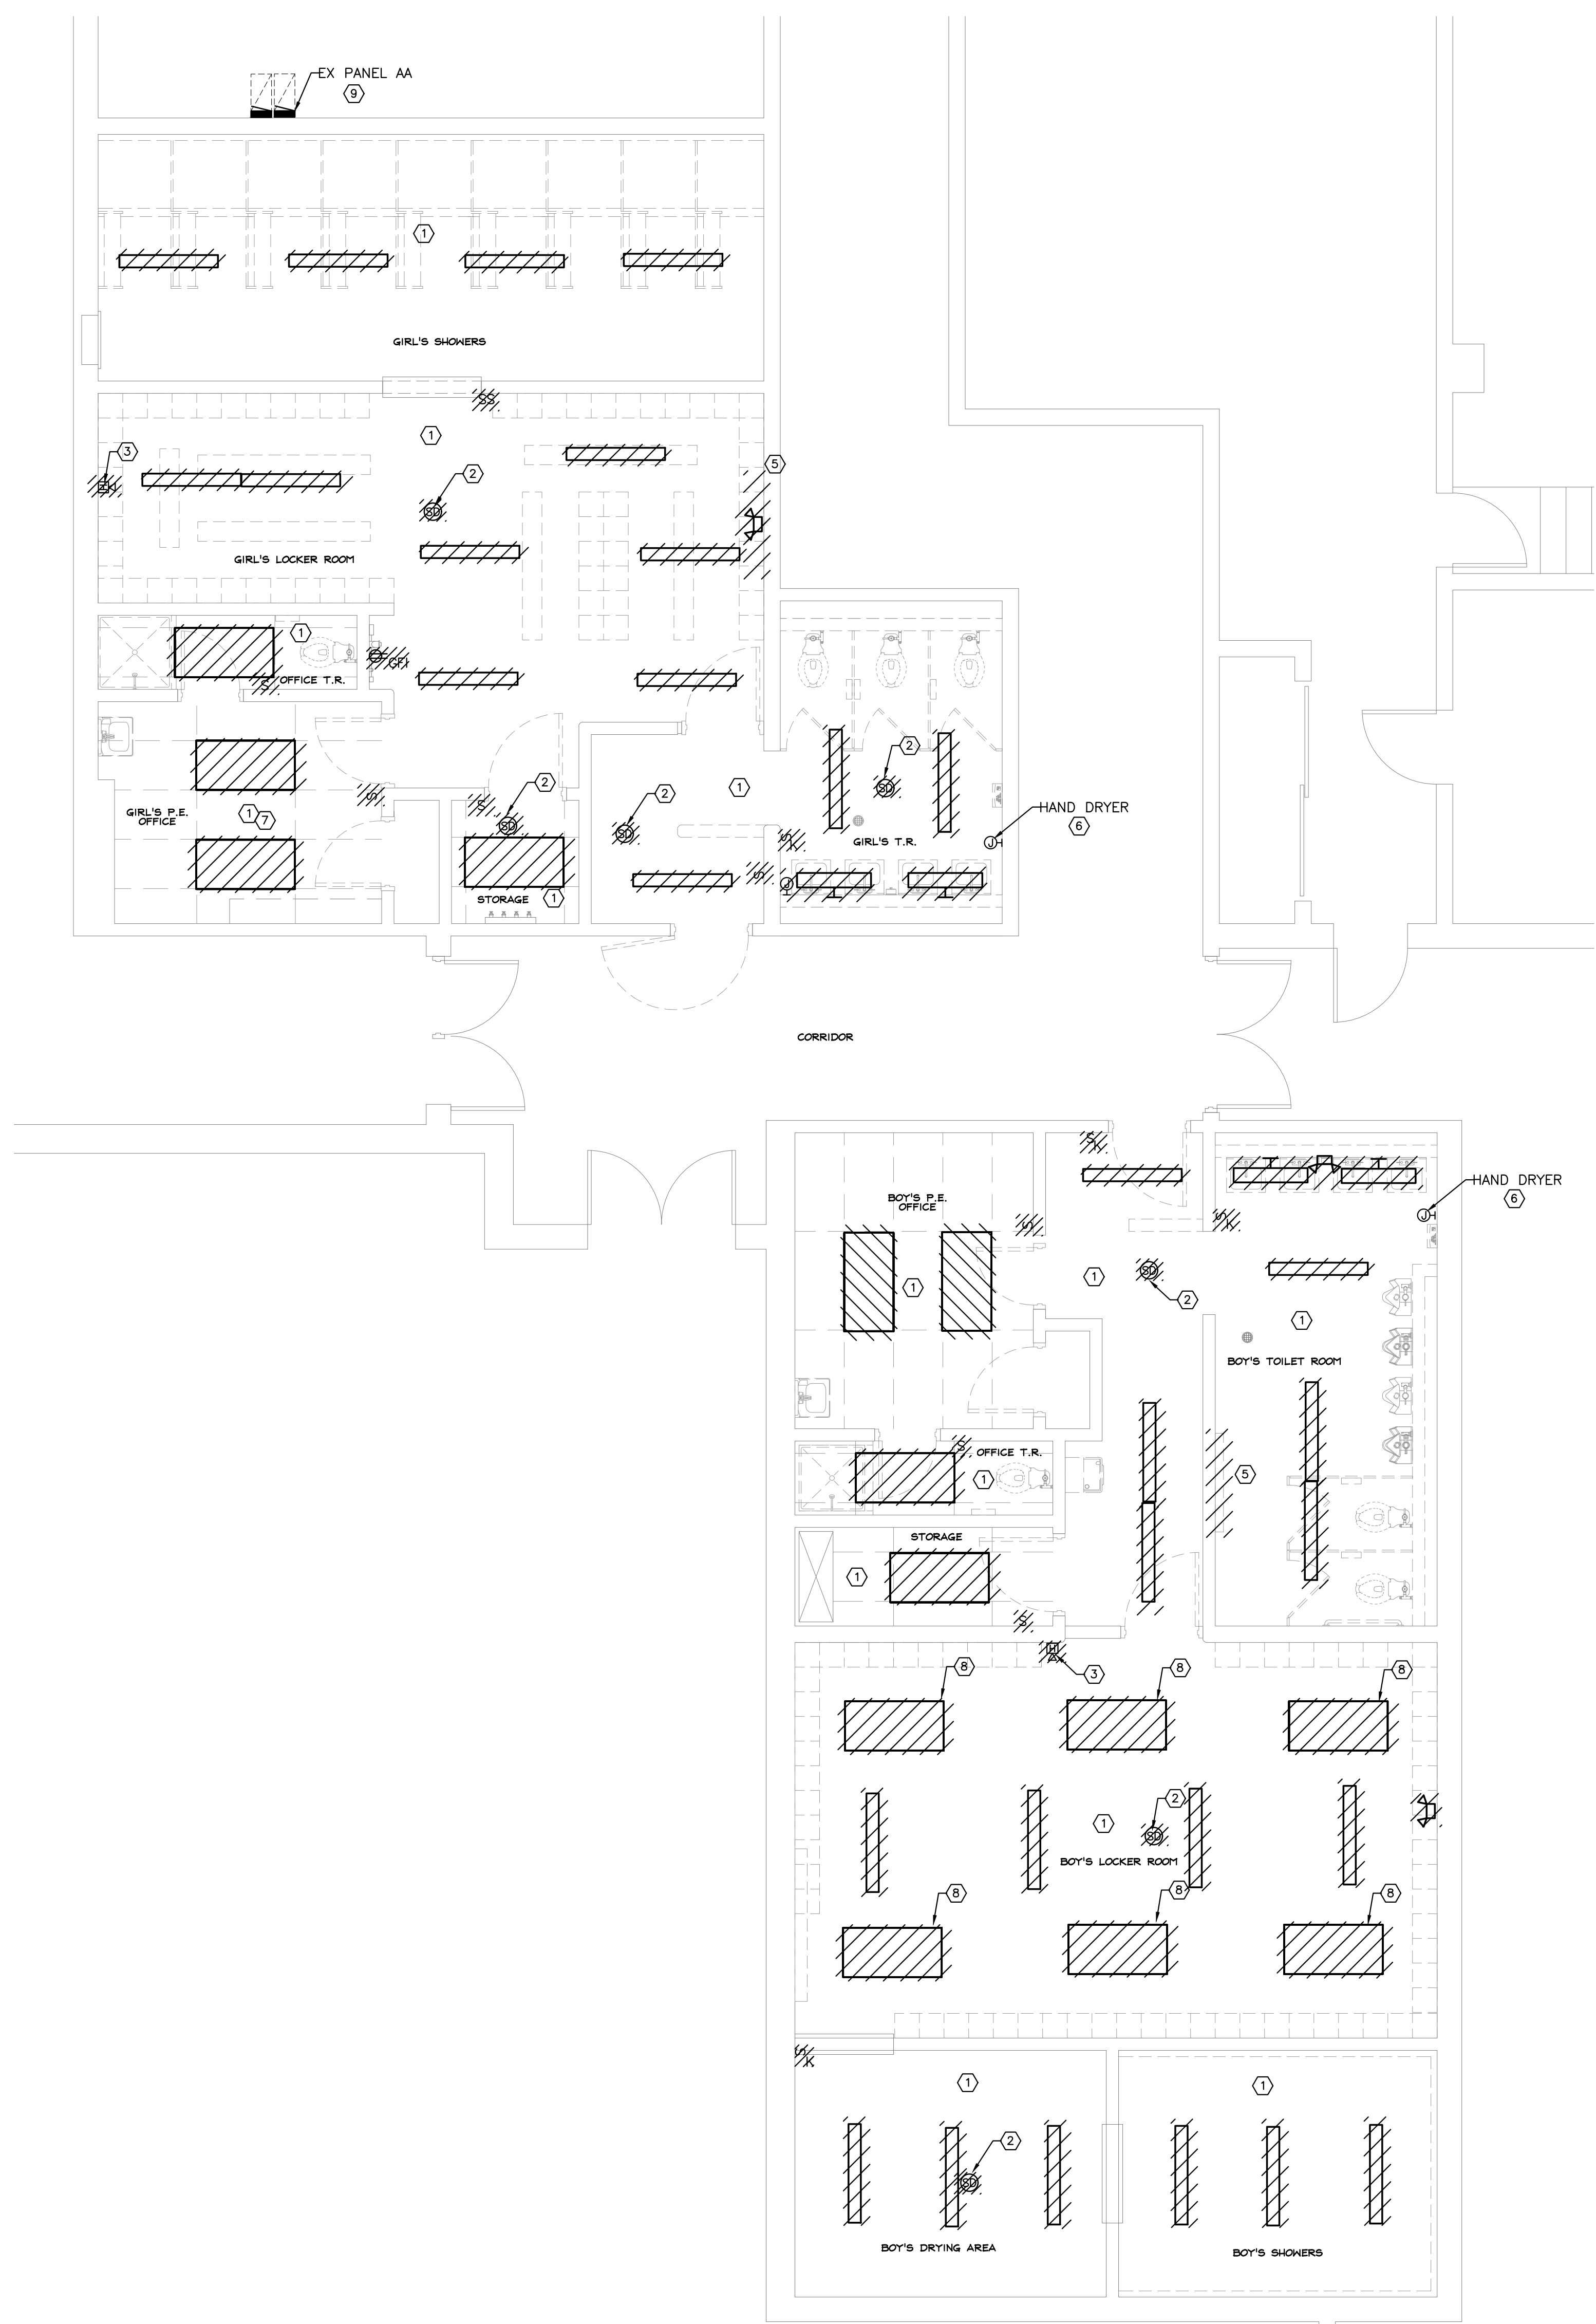 EX PANEL AA
9
1
GIRL'S SHOWERS
SS
1
3
5
2
SD
GIRL'S LOCKER ROOM
1
GFI
S
OFFICE T.R.
2
SD
2
2
1
S
S
SD
SD
HAND DRYER
6
GIRL'S P.E.
OFFICE
1
7
S
K
GIRL'S T.R.
J
S
J
STORAGE
1
CORRIDOR
S
K
HAND DRYER
6
BOY'S P.E.
OFFICE
S
S
K
J
SD
1
1
2
1
BOY'S TOILET ROOM
S
OFFICE T.R.
1
5
STORAGE
1
S
H
3
8
8
8
2
1
SD
BOY'S LOCKER ROOM
8
8
8
S
K
1
1
2
SD
BOY'S DRYING AREA
BOY'S SHOWERS